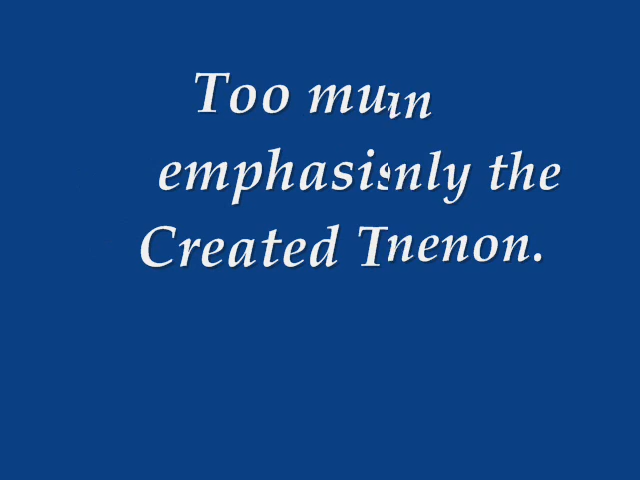 Too muin
emphasisnly the
Created Tnenon.